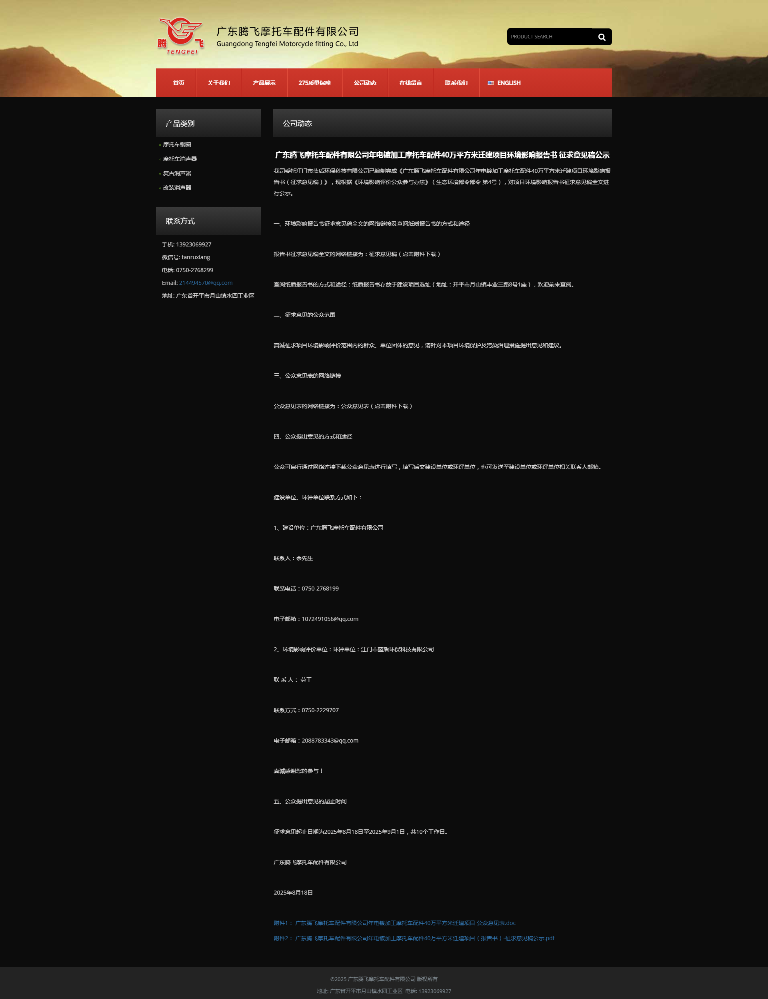 腾 飞
TENGFEI
广东腾飞摩托车配件有限公司
Guangdong Tengfei Motorcycle fitting Co., Ltd
PRODUCT SEARCH
首页 关于我们 产品展示 275质量保障 公司动态 在线留言 联系我们 ENGLISH
产品类别
» 摩托车钢圈
» 摩托车消声器
» 复古消声器
» 改装消声器
联系方式
手机: 13923069927
微信号: tanruxiang
电话: 0750-2768299
Email: 214494570@qq.com
地址: 广东省开平市月山镇水四工业区
公司动态
广东腾飞摩托车配件有限公司年电镀加工摩托车配件40万平方米迁建项目环境影响报告书 征求意见稿公示
我司委托江门市蓝盾环保科技有限公司已编制完成《广东腾飞摩托车配件有限公司年电镀加工摩托车配件40万平方米迁建项目环境影响报
告书（征求意见稿）》，现根据《环境影响评价公众参与办法》（生态环境部令部令 第4号），对项目环境影响报告书征求意见稿全文进
行公示。
一、环境影响报告书征求意见稿全文的网络链接及查阅纸质报告书的方式和途径
报告书征求意见稿全文的网络链接为：征求意见稿（点击附件下载）
查阅纸质报告书的方式和途径：纸质报告书存放于建设项目选址（地址：开平市月山镇丰业三路8号1座），欢迎前来查阅。
二、征求意见的公众范围
真诚征求项目环境影响评价范围内的群众、单位团体的意见，请针对本项目环境保护及污染治理措施提出意见和建议。
三、公众意见表的网络链接
公众意见表的网络链接为：公众意见表（点击附件下载）
四、公众提出意见的方式和途径
公众可自行通过网络连接下载公众意见表进行填写，填写后交建设单位或环评单位，也可发送至建设单位或环评单位相关联系人邮箱。
建设单位、环评单位联系方式如下：
1、建设单位：广东腾飞摩托车配件有限公司
联系人：余先生
联系电话：0750-2768199
电子邮箱：1072491056@qq.com
2、环境影响评价单位：环评单位：江门市蓝盾环保科技有限公司
联 系 人： 劳工
联系方式：0750-2229707
电子邮箱：2088783343@qq.com
真诚感谢您的参与！
五、公众提出意见的起止时间
征求意见起止日期为2025年8月18日至2025年9月1日，共10个工作日。
广东腾飞摩托车配件有限公司
2025年8月18日
附件1： 广东腾飞摩托车配件有限公司年电镀加工摩托车配件40万平方米迁建项目 公众意见表.doc
附件2： 广东腾飞摩托车配件有限公司年电镀加工摩托车配件40万平方米迁建项目（报告书）-征求意见稿公示.pdf
©2025 广东腾飞摩托车配件有限公司 版权所有
地址: 广东省开平市月山镇水四工业区 电话: 13923069927